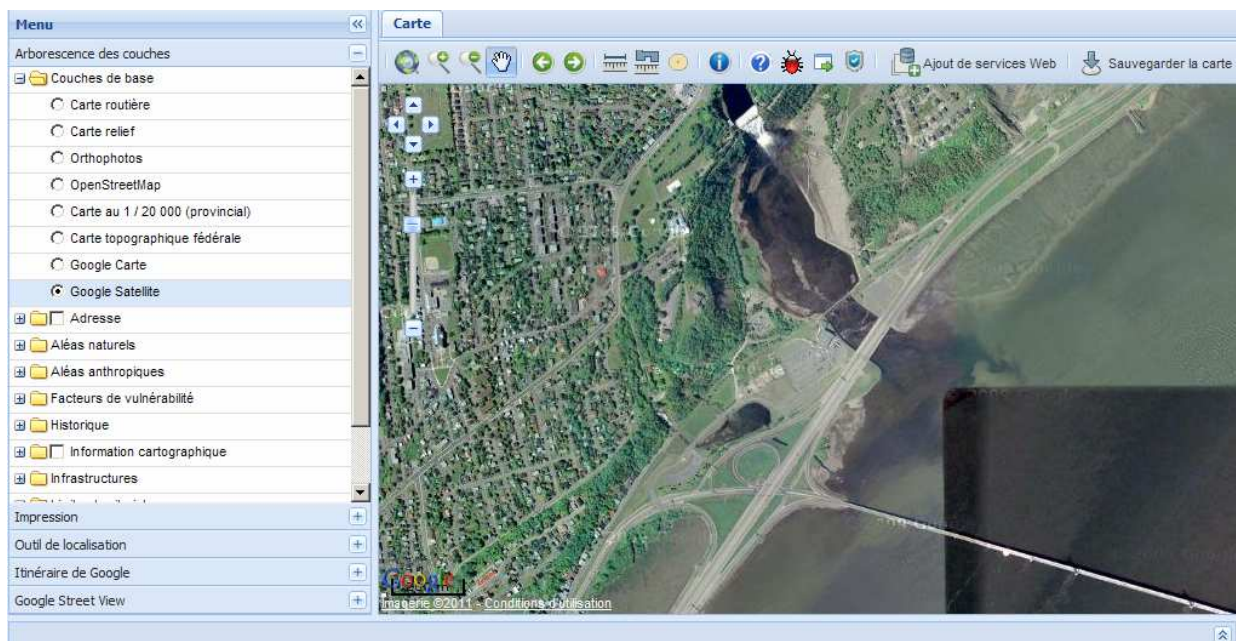 Menu
Arborescence des couches
Couches de base
Carte routière
Carte relief
Orthophotos
OpenStreetMap
Carte au 1 / 20 000 (provincial)
Carte topographique fédérale
Google Carte
Google Satellite
Adresse
Aléas naturels
Aléas anthropiques
Facteurs de vulnérabilité
Historique
Information cartographique
Infrastructures
Impression
Outil de localisation
Itinéraire de Google
Google Street View
Carte
Ajout de services Web
Sauvegarder la carte
Google
Imagerie ©2011 - Conditions d'utilisation